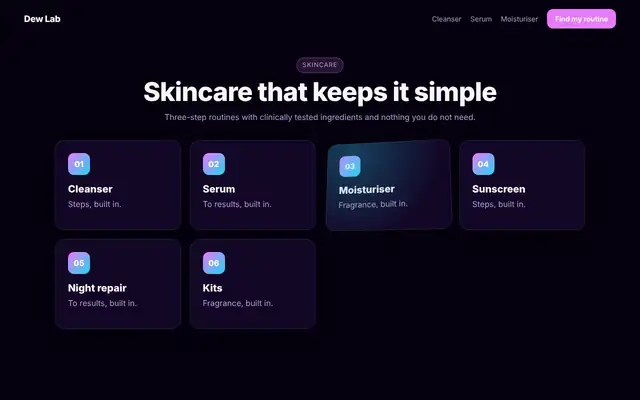 Dew Lab
Cleanser Serum Moisturiser Find my routine
SKINCARE
Skincare that keeps it simple
Three-step routines with clinically tested ingredients and nothing you do not need.
01
Cleanser
Steps, built in.
02
Serum
To results, built in.
03
Moisturiser
Fragrance, built in.
04
Sunscreen
Steps, built in.
05
Night repair
To results, built in.
06
Kits
Fragrance, built in.